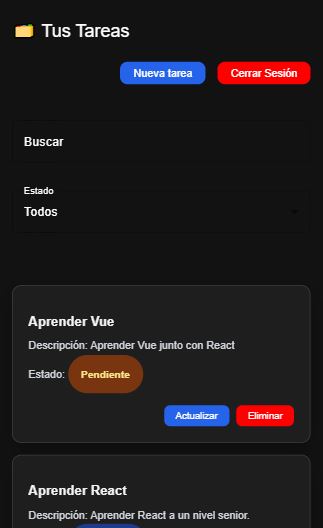 Tus Tareas
Nueva tarea Cerrar Sesión
Buscar
Estado
Todos
Aprender Vue
Descripción: Aprender Vue junto con React
Estado: Pendiente
Actualizar Eliminar
Aprender React
Descripción: Aprender React a un nivel senior.